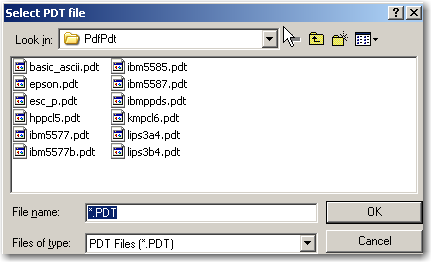 Select PDT file
Look in: PdfPdt
basic_ascii.pdt
epson.pdt
esc_p.pdt
hppcl5.pdt
ibm5577.pdt
ibm5577b.pdt
ibm5585.pdt
ibm5587.pdt
ibmppds.pdt
kmpcl6.pdt
lips3a4.pdt
lips3b4.pdt
File name: *.PDT
OK
Files of type: PDT Files (*.PDT)
Cancel